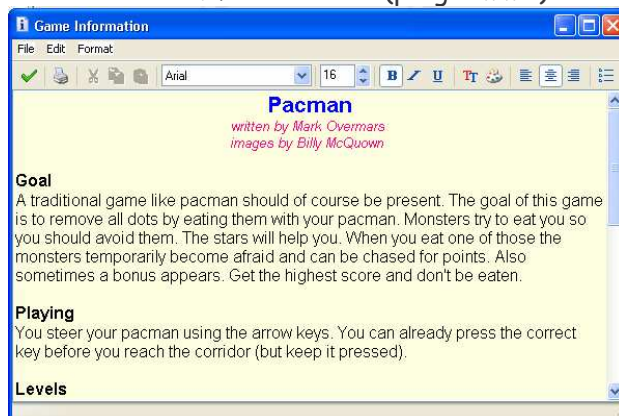 Game Information
File Edit Format
Arial 16 B I U
Pacman
written by Mark Overmars
images by Billy McQuown
Goal
A traditional game like pacman should of course be present. The goal of this game
is to remove all dots by eating them with your pacman. Monsters try to eat you so
you should avoid them. The stars will help you. When you eat one of those the
monsters temporarily become afraid and can be chased for points. Also
sometimes a bonus appears. Get the highest score and don't be eaten.
Playing
You steer your pacman using the arrow keys. You can already press the correct
key before you reach the corridor (but keep it pressed).
Levels